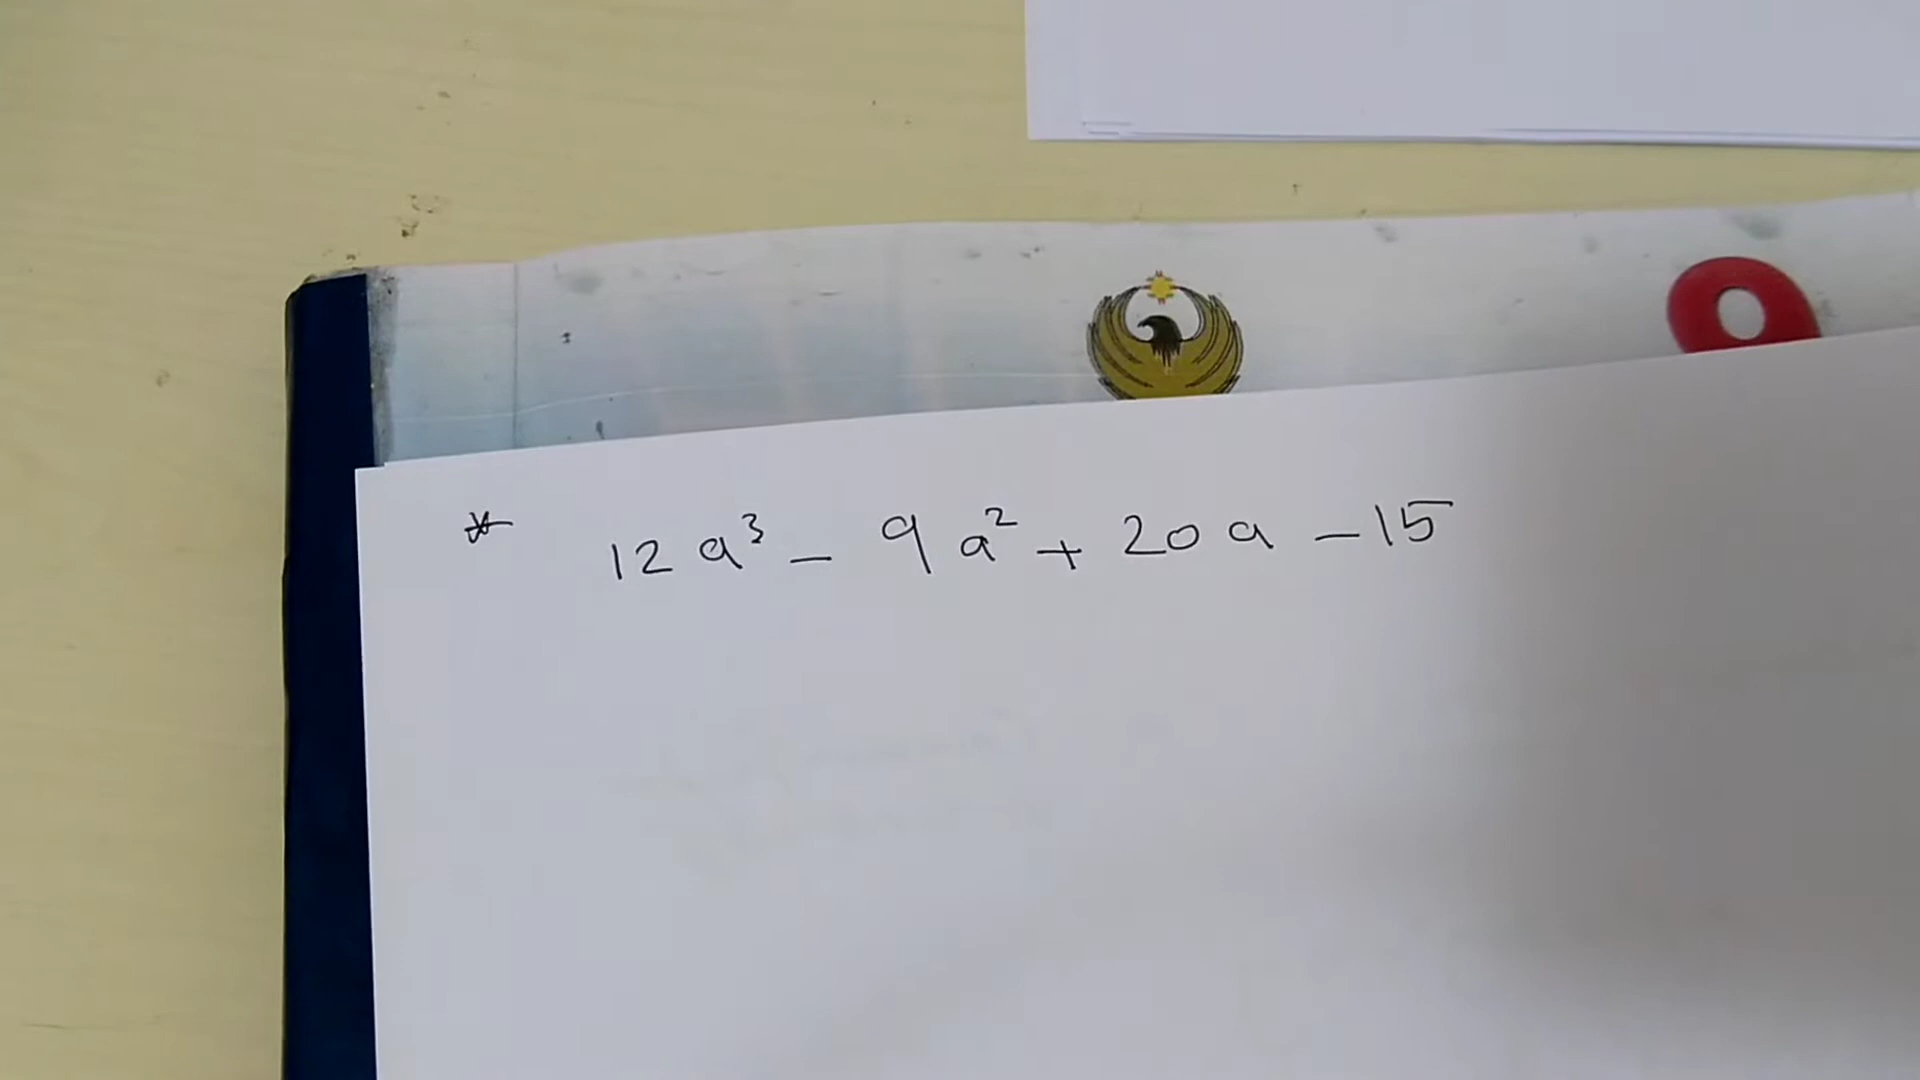 * 12a³ - 9a² + 20a - 15